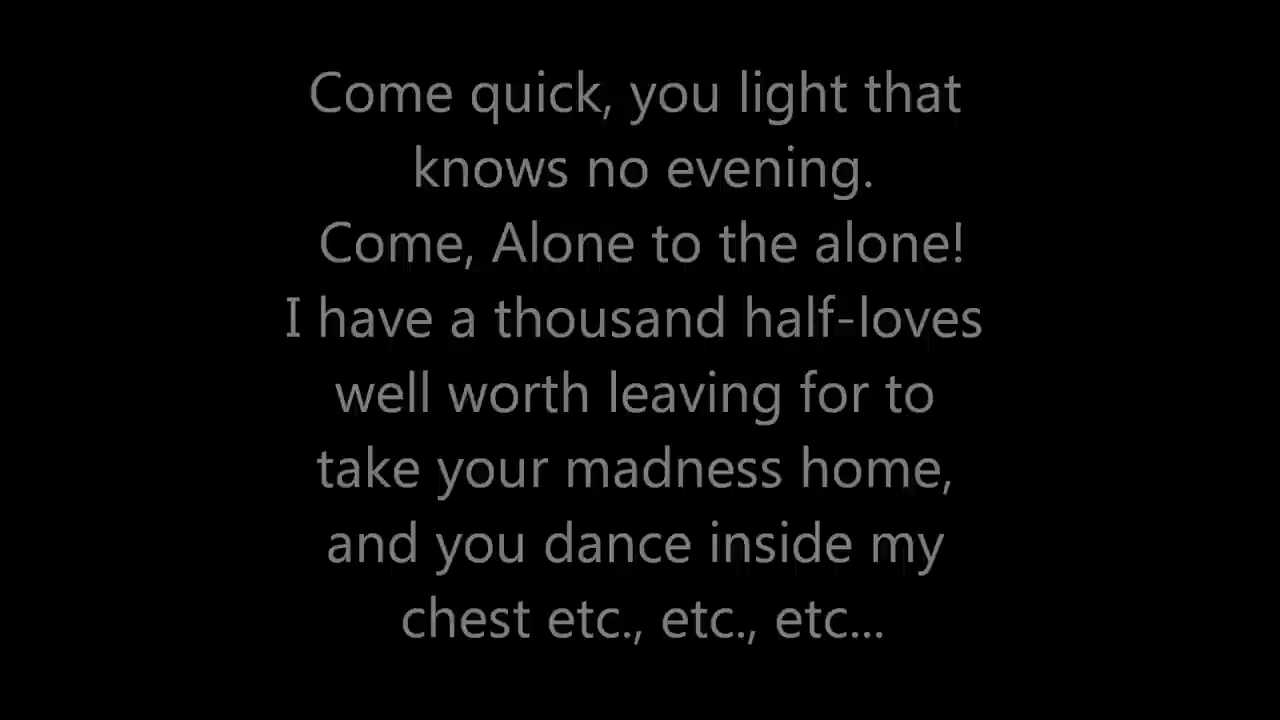 Come quick, you light that
knows no evening.
Come, Alone to the alone!
I have a thousand half-loves
well worth leaving for to
take your madness home,
and you dance inside my
chest etc., etc., etc...